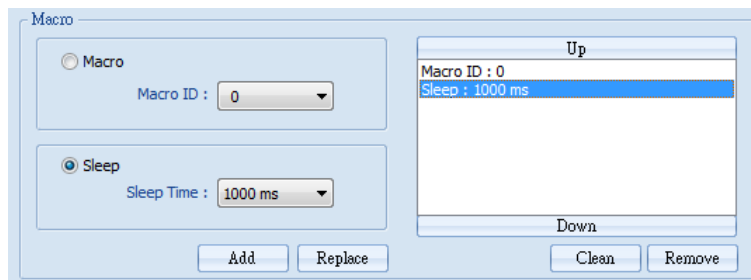 Macro
Macro
Macro ID : 0
Sleep
Sleep Time : 1000 ms
Add Replace
Up
Macro ID : 0
Sleep : 1000 ms
Down
Clean Remove